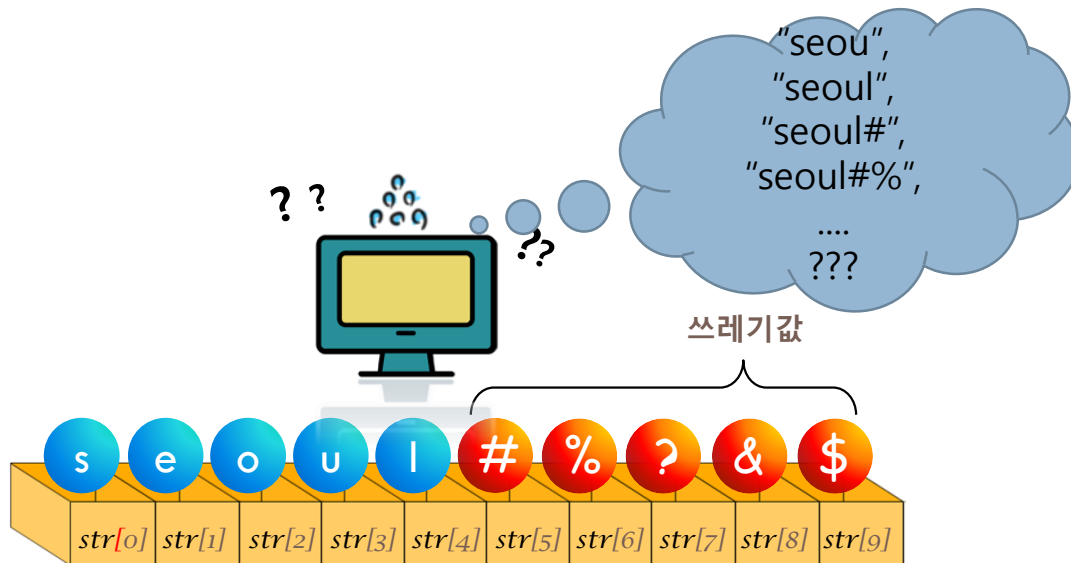 "seou",
"seoul",
"seoul#",
"seoul#%",
....
???
? ?
??
쓰레기값
s e o u l # % ? & $
str[0] str[1] str[2] str[3] str[4] str[5] str[6] str[7] str[8] str[9]